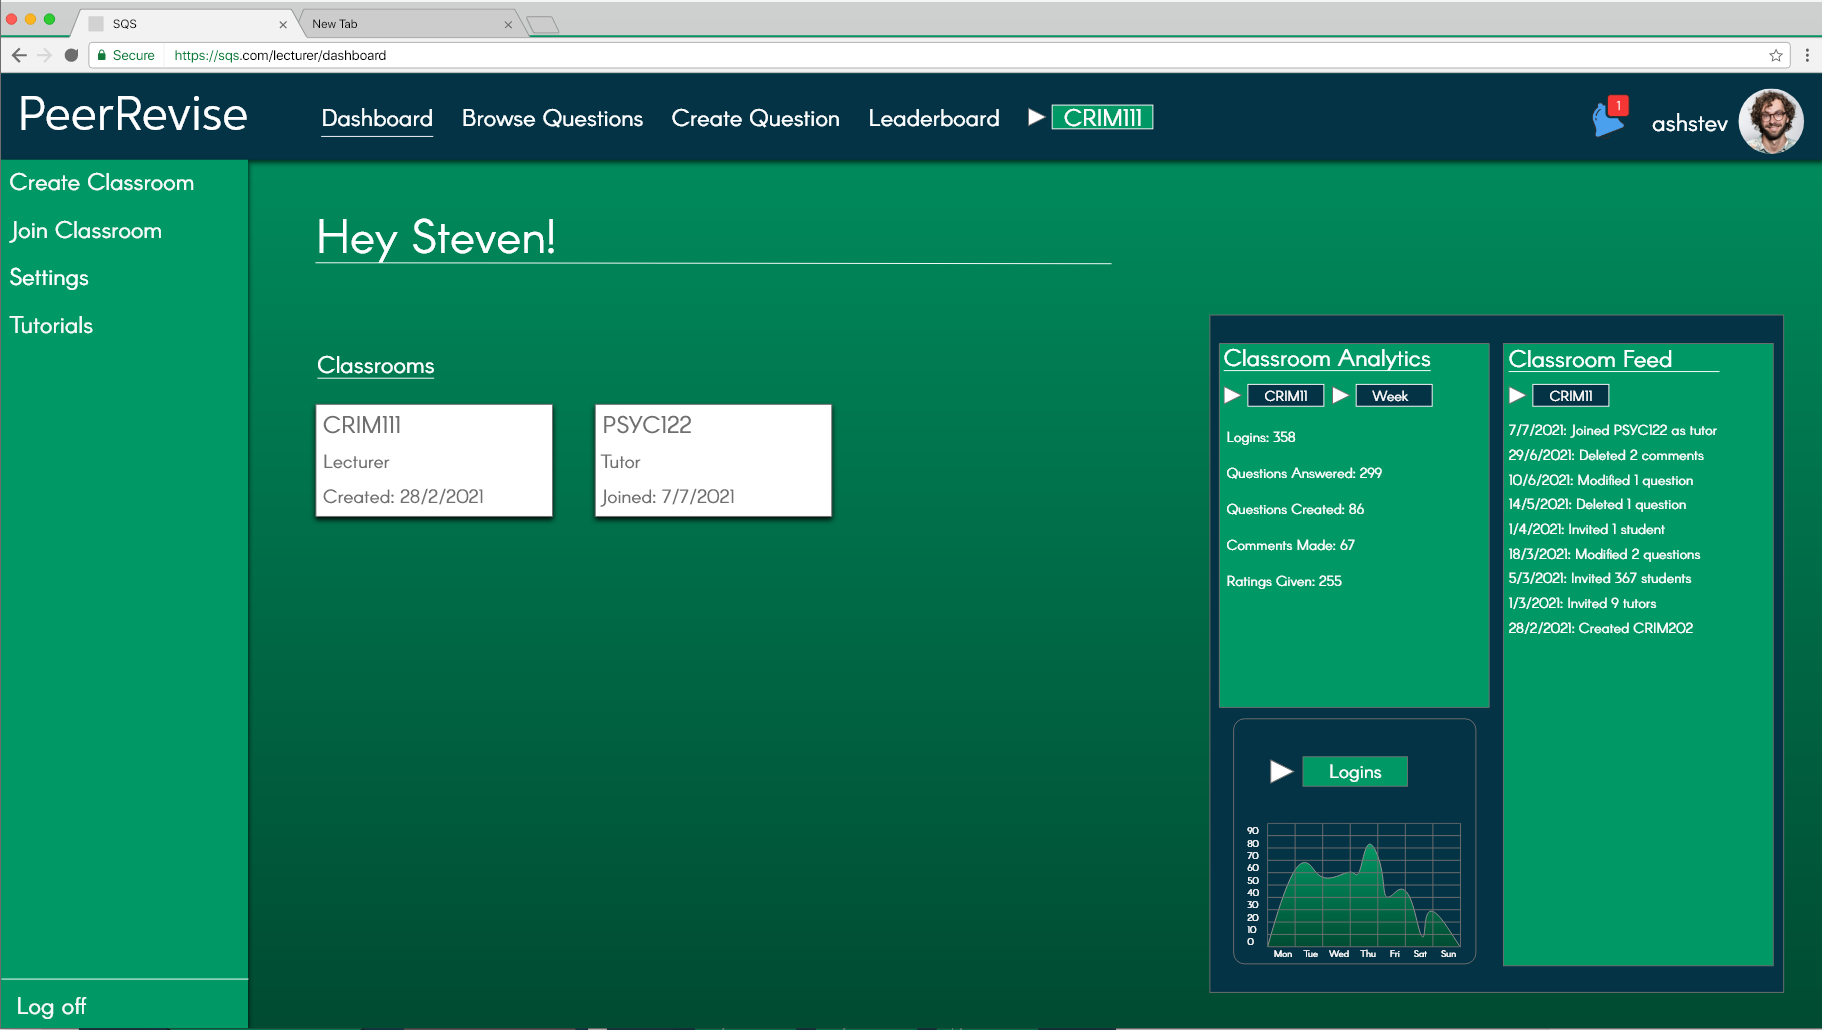 SQS
New Tab
Secure
https://sqs.com/lecturer/dashboard
PeerRevise
Dashboard
Browse Questions
Create Question
Leaderboard
CRIM111
1
ashstev
Create Classroom
Join Classroom
Settings
Tutorials
Log off
Hey Steven!
Classrooms
CRIM111
Lecturer
Created: 28/2/2021
PSYC122
Tutor
Joined: 7/7/2021
Classroom Analytics
CRIM11
Week
Logins: 358
Questions Answered: 299
Questions Created: 86
Comments Made: 67
Ratings Given: 255
Logins
90
80
70
60
50
40
30
20
10
0
Mon Tue Wed Thu Fri Sat Sun
Classroom Feed
CRIM11
7/7/2021: Joined PSYC122 as tutor
29/6/2021: Deleted 2 comments
10/6/2021: Modified 1 question
14/5/2021: Deleted 1 question
1/4/2021: Invited 1 student
18/3/2021: Modified 2 questions
5/3/2021: Invited 367 students
1/3/2021: Invited 9 tutors
28/2/2021: Created CRIM202